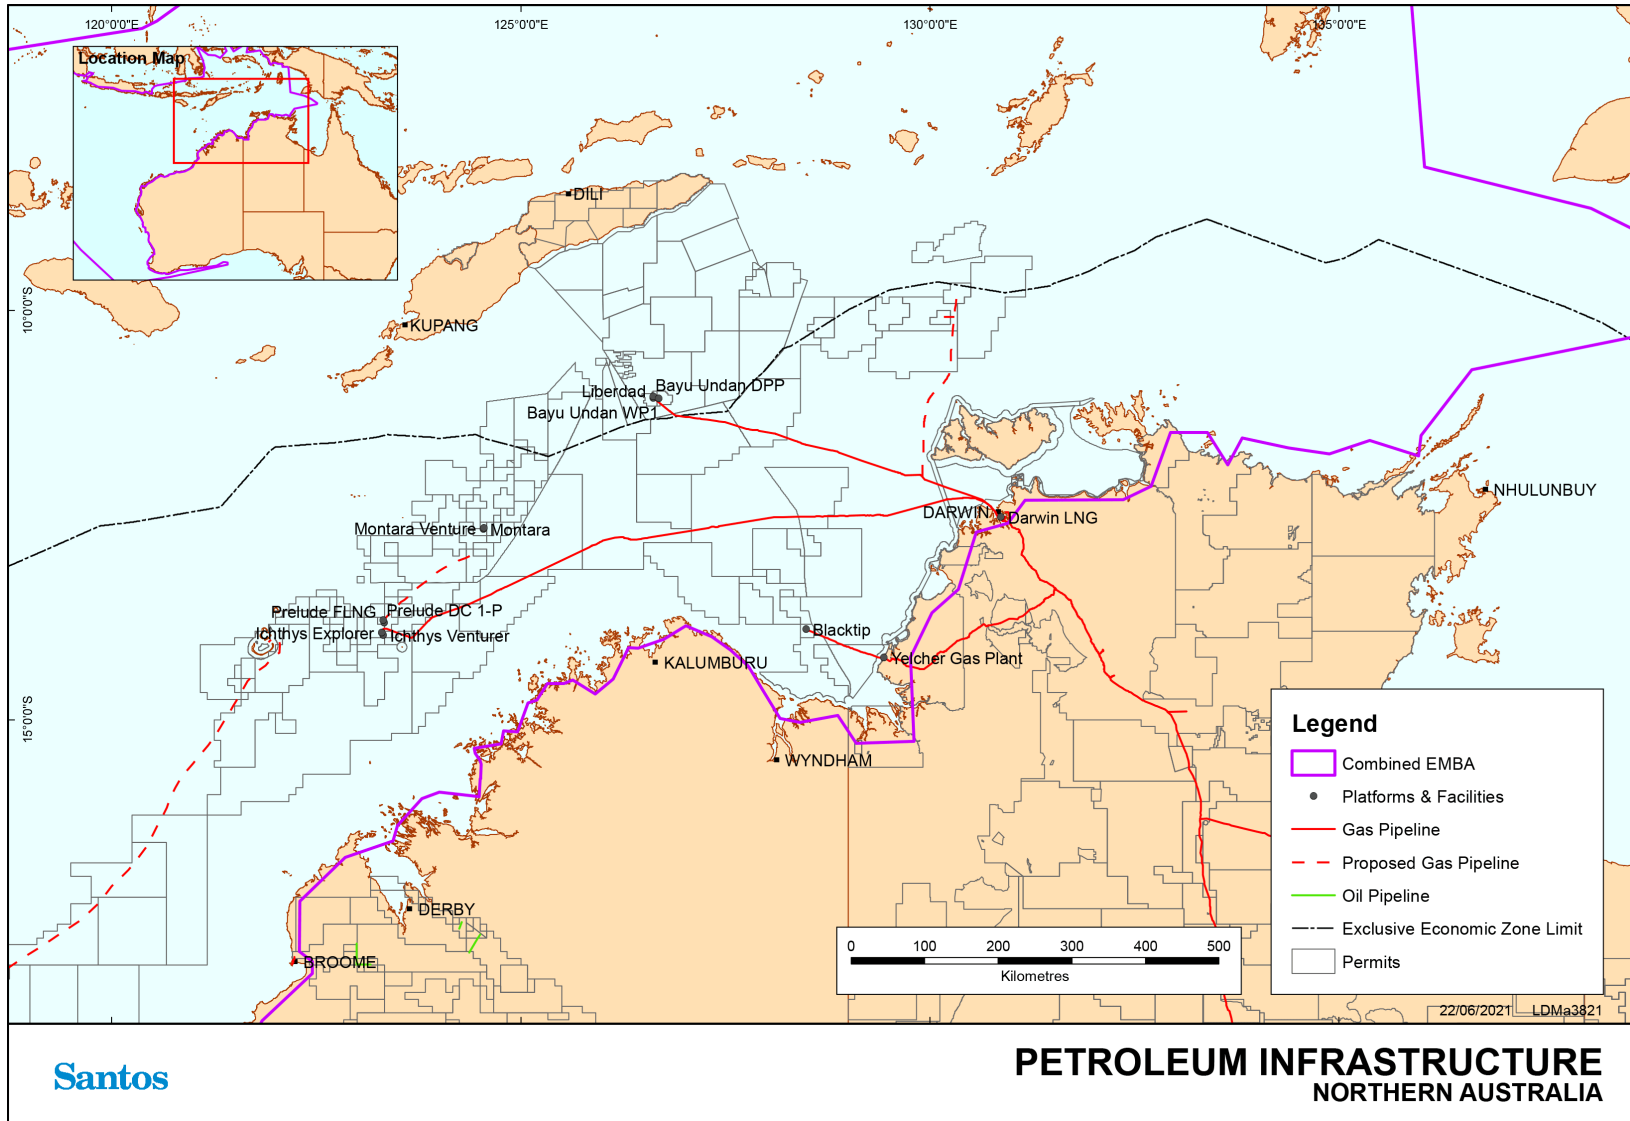 120°0'0"E
125°0'0"E
130°0'0"E
135°0'0"E
Location Map
DILI
10°0'0"S
KUPANG
Liberdad
Bayu Undan DPP
Bayu Undan WP1
NHULUNBUY
DARWIN
Darwin LNG
Montara Venture
Montara
Prelude FLNG
Prelude DC 1-P
Ichthys Explorer
Ichthys Venturer
Blacktip
Yelcher Gas Plant
KALUMBURU
15°0'0"S
WYNDHAM
DERBY
BROOME
Legend
Combined EMBA
Platforms & Facilities
Gas Pipeline
Proposed Gas Pipeline
Oil Pipeline
Exclusive Economic Zone Limit
Permits
0 100 200 300 400 500
Kilometres
22/06/2021 LDMa3821
Santos
PETROLEUM INFRASTRUCTURE
NORTHERN AUSTRALIA